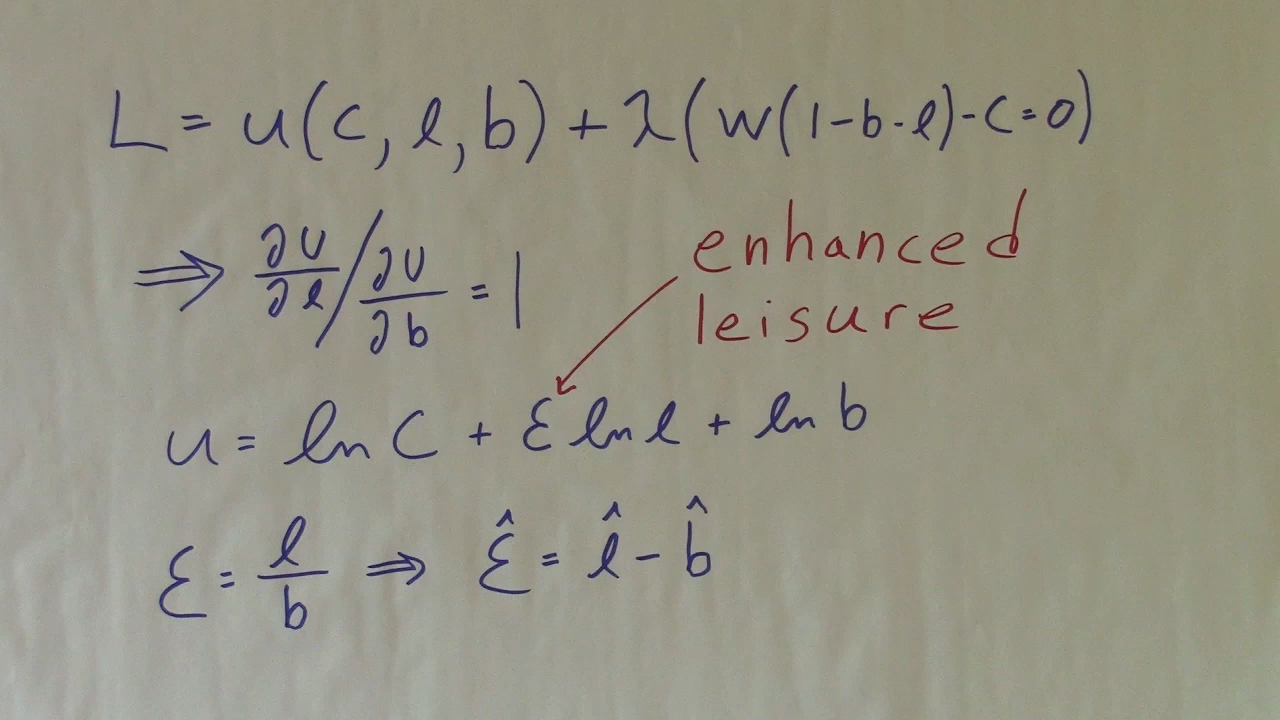 L = u(c, l, b) + λ(w(1-b-l)-c=0)
⇒ ∂U/∂l / ∂U/∂b = 1
enhanced
leisure
u = ln c + ε ln l + ln b
ε = l/b ⇒ ε̂ = l̂ - b̂